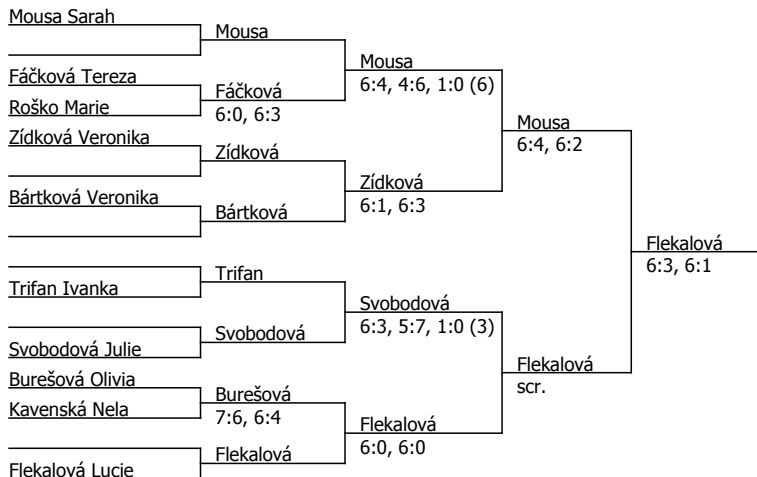 Mousa Sarah
Fáčková Tereza
Roško Marie
Zídková Veronika
Bártková Veronika
Trifan Ivanka
Svobodová Julie
Burešová Olivia
Kavenská Nela
Flekalová Lucie
Mousa
Fáčková
6:0, 6:3
Zídková
Bártková
Trifan
Svobodová
Burešová
7:6, 6:4
Flekalová
Mousa
6:4, 4:6, 1:0 (6)
Zídková
6:1, 6:3
Svobodová
6:3, 5:7, 1:0 (3)
Flekalová
6:0, 6:0
Mousa
6:4, 6:2
Flekalová
scr.
Flekalová
6:3, 6:1